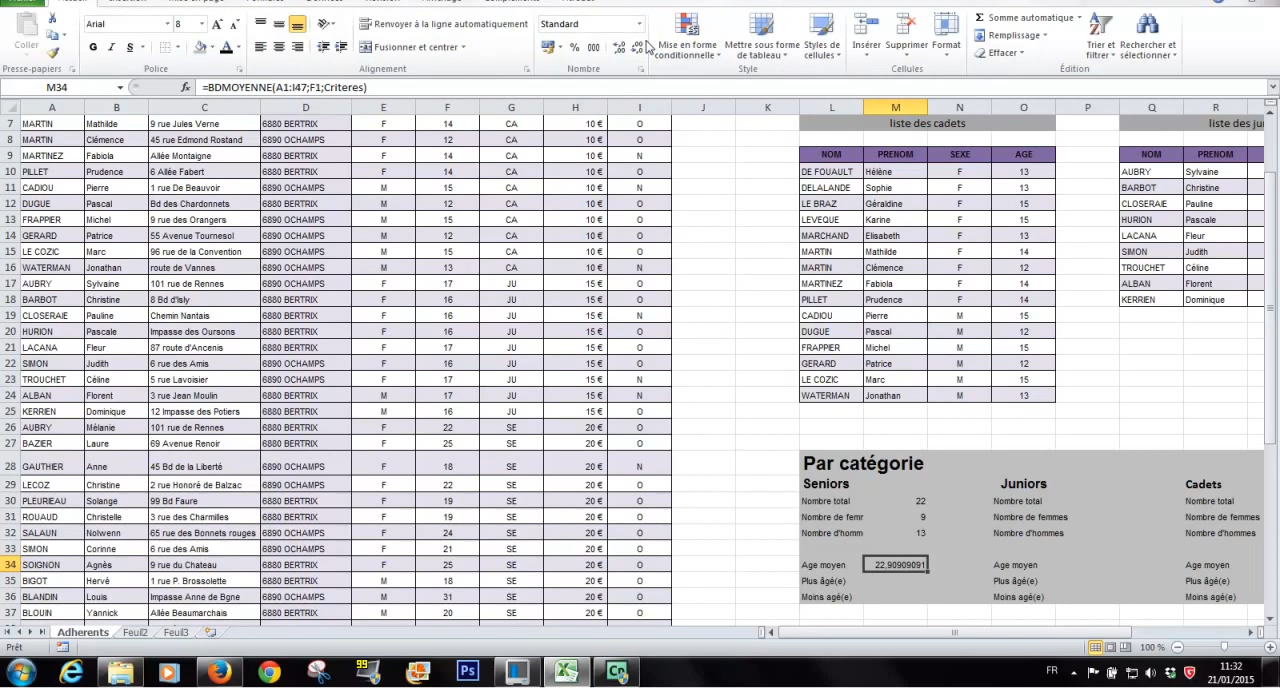 Arial 8 A A Renvoyer à la ligne automatiquement Standard Σ Somme automatique
Coller G I S A Fusionner et centrer % 000 Mise en forme conditionnelle Mettre sous forme de tableau Styles de cellules Insérer Supprimer Format Remplissage Effacer Trier et filtrer Rechercher et sélectionner
Presse-papiers Police Alignement Nombre Style Cellules Édition
M34 fx =BDMOYENNE(A1:I47;F1;Criteres)
A B C D E F G H I J K L M N O P Q R
7 MARTIN Mathilde 9 rue Jules Verne 6880 BERTRIX F 14 CA 10 € O liste des cadets liste des ju
8 MARTIN Clémence 45 rue Edmond Rostand 6890 OCHAMPS F 12 CA 10 € O
9 MARTINEZ Fabiola Allée Montaigne 6880 BERTRIX F 14 CA 10 € N NOM PRENOM SEXE AGE NOM PRENOM
10 PILLET Prudence 6 Allée Fabert 6880 BERTRIX F 14 CA 10 € O DE FOUAULT Hélène F 13 AUBRY Sylvaine
11 CADIOU Pierre 1 rue De Beauvoir 6890 OCHAMPS M 15 CA 10 € N DELALANDE Sophie F 13 BARBOT Christine
12 DUGUE Pascal Bd des Chardonnets 6880 BERTRIX M 12 CA 10 € O LE BRAZ Géraldine F 15 CLOSERAIE Pauline
13 FRAPPIER Michel 9 rue des Orangers 6890 OCHAMPS M 15 CA 10 € O LEVEQUE Karine F 15 HURION Pascale
14 GERARD Patrice 55 Avenue Tournesol 6880 BERTRIX M 12 CA 10 € O MARCHAND Elisabeth F 13 LACANA Fleur
15 LE COZIC Marc 96 rue de la Convention 6880 BERTRIX M 15 CA 10 € O MARTIN Mathilde F 14 SIMON Judith
16 WATERMAN Jonathan route de Vannes 6880 BERTRIX M 13 CA 10 € N MARTIN Clémence F 12 TROUCHET Céline
17 AUBRY Sylvaine 101 rue de Rennes 6880 BERTRIX F 17 JU 15 € O MARTINEZ Fabiola F 14 ALBAN Florent
18 BARBOT Christine 8 Bd d'Isly 6880 BERTRIX F 16 JU 15 € O PILLET Prudence F 14 KERRIEN Dominique
19 CLOSERAIE Pauline Chemin Nantais 6880 BERTRIX F 16 JU 15 € N CADIOU Pierre M 15
20 HURION Pascale Impasse des Oursons 6880 BERTRIX F 16 JU 15 € O DUGUE Pascal M 12
21 LACANA Fleur 87 route d'Ancenis 6880 BERTRIX F 17 JU 15 € O FRAPPIER Michel M 15
22 SIMON Judith 6 rue des Amis 6890 OCHAMPS F 16 JU 15 € O GERARD Patrice M 12
23 TROUCHET Céline 5 rue Lavoisier 6890 OCHAMPS F 17 JU 15 € N LE COZIC Marc M 15
24 ALBAN Florent 3 rue Jean Moulin 6880 BERTRIX M 17 JU 15 € N WATERMAN Jonathan M 13
25 KERRIEN Dominique 12 Impasse des Potiers 6880 BERTRIX M 16 JU 15 € O
26 AUBRY Mélanie 101 rue de Rennes 6880 BERTRIX F 22 SE 20 € O
27 BAZIER Laure 69 Avenue Renoir 6880 BERTRIX F 25 SE 20 € O
28 GAUTHIER Anne 45 Bd de la Liberté 6890 OCHAMPS F 18 SE 20 € N Par catégorie
29 LECOZ Christine 2 rue Honoré de Balzac 6890 OCHAMPS F 22 SE 20 € O Seniors Juniors Cadets
30 PLEURIEAU Solange 99 Bd Faure 6890 OCHAMPS F 19 SE 20 € O Nombre total 22 Nombre total Nombre total
31 ROUAUD Christelle 3 rue des Charmilles 6880 BERTRIX F 19 SE 20 € O Nombre de femr 9 Nombre de femmes Nombre de femmes
32 SALAUN Nolwenn 65 rue des Bonnets rouges 6890 OCHAMPS F 24 SE 20 € O Nombre d'homm 13 Nombre d'hommes Nombre d'hommes
33 SIMON Corinne 6 rue des Amis 6890 OCHAMPS F 21 SE 20 € O
34 SOIGNON Agnès 9 rue du Chateau 6890 OCHAMPS F 25 SE 20 € O Age moyen 22,90909091 Age moyen Age moyen
35 BIGOT Hervé 1 rue P. Brossolette 6880 BERTRIX M 18 SE 20 € O Plus âgé(e) Plus âgé(e) Plus âgé(e)
36 BLANDIN Louis Impasse Anne de Bgne 6890 OCHAMPS M 31 SE 20 € O Moins agé(e) Moins agé(e) Moins agé(e)
37 BLOUIN Yannick Allée Beaumarchais 6880 BERTRIX M 20 SE 20 € O
Adherents Feuil2 Feuil3
Prêt 100 %
99 Ps Cp FR 11:32
21/01/2015